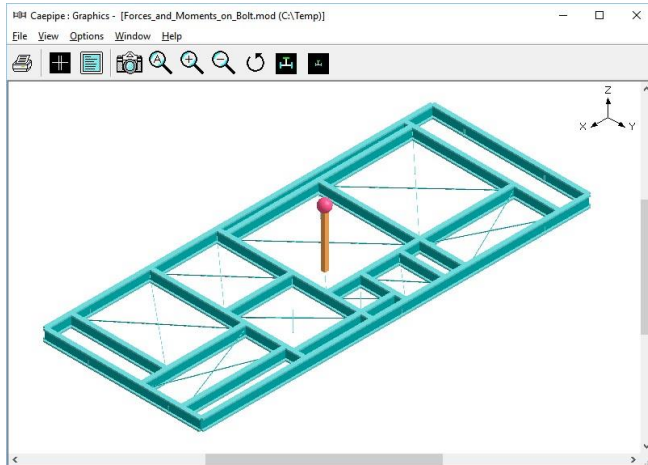 Caepipe : Graphics - [Forces_and_Moments_on_Bolt.mod (C:\Temp)]
File View Options Window Help
A
Z
X Y